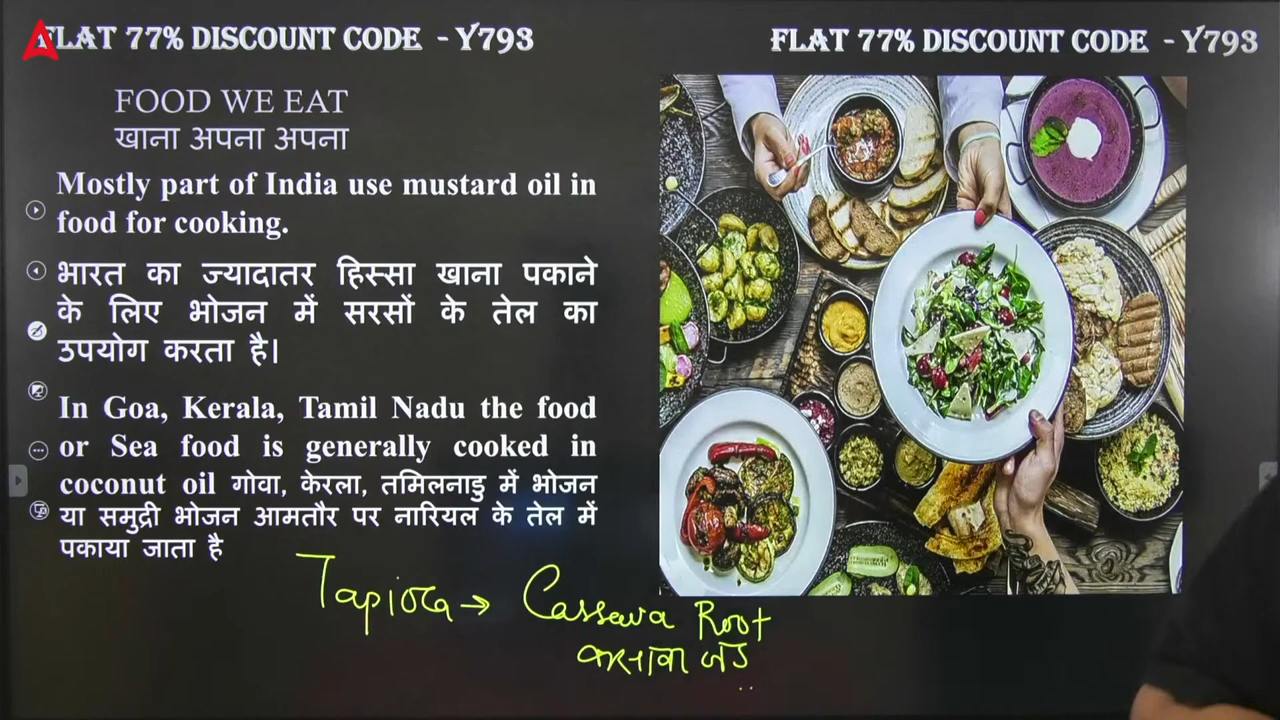 FLAT 77% DISCOUNT CODE - Y793
FLAT 77% DISCOUNT CODE - Y793
FOOD WE EAT
खाना अपना अपना
Mostly part of India use mustard oil in
food for cooking.
भारत का ज्यादातर हिस्सा खाना पकाने
के लिए भोजन में सरसों के तेल का
उपयोग करता है।
In Goa, Kerala, Tamil Nadu the food
or Sea food is generally cooked in
coconut oil गोवा, केरला, तमिलनाडु में भोजन
या समुद्री भोजन आमतौर पर नारियल के तेल में
पकाया जाता है
Tapioca → Cassava Root
कसावा जड